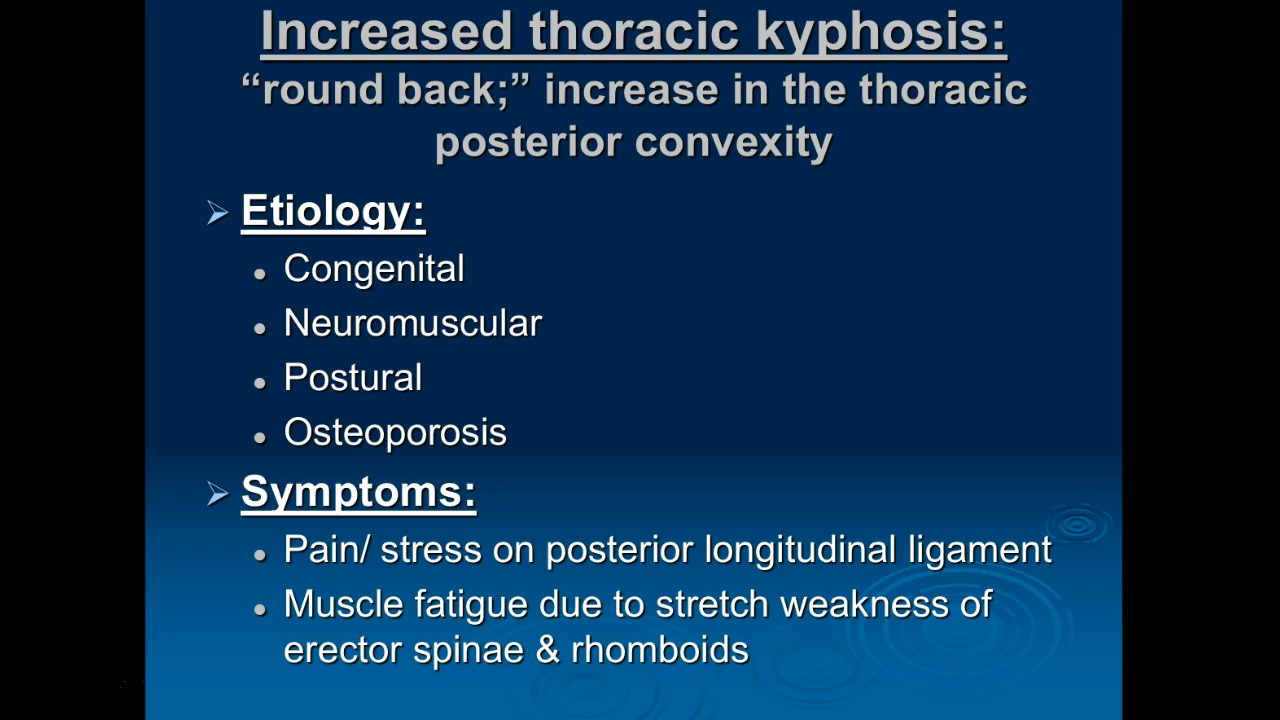 Increased thoracic kyphosis:
“round back;” increase in the thoracic
posterior convexity
Etiology:
Congenital
Neuromuscular
Postural
Osteoporosis
Symptoms:
Pain/ stress on posterior longitudinal ligament
Muscle fatigue due to stretch weakness of
erector spinae & rhomboids